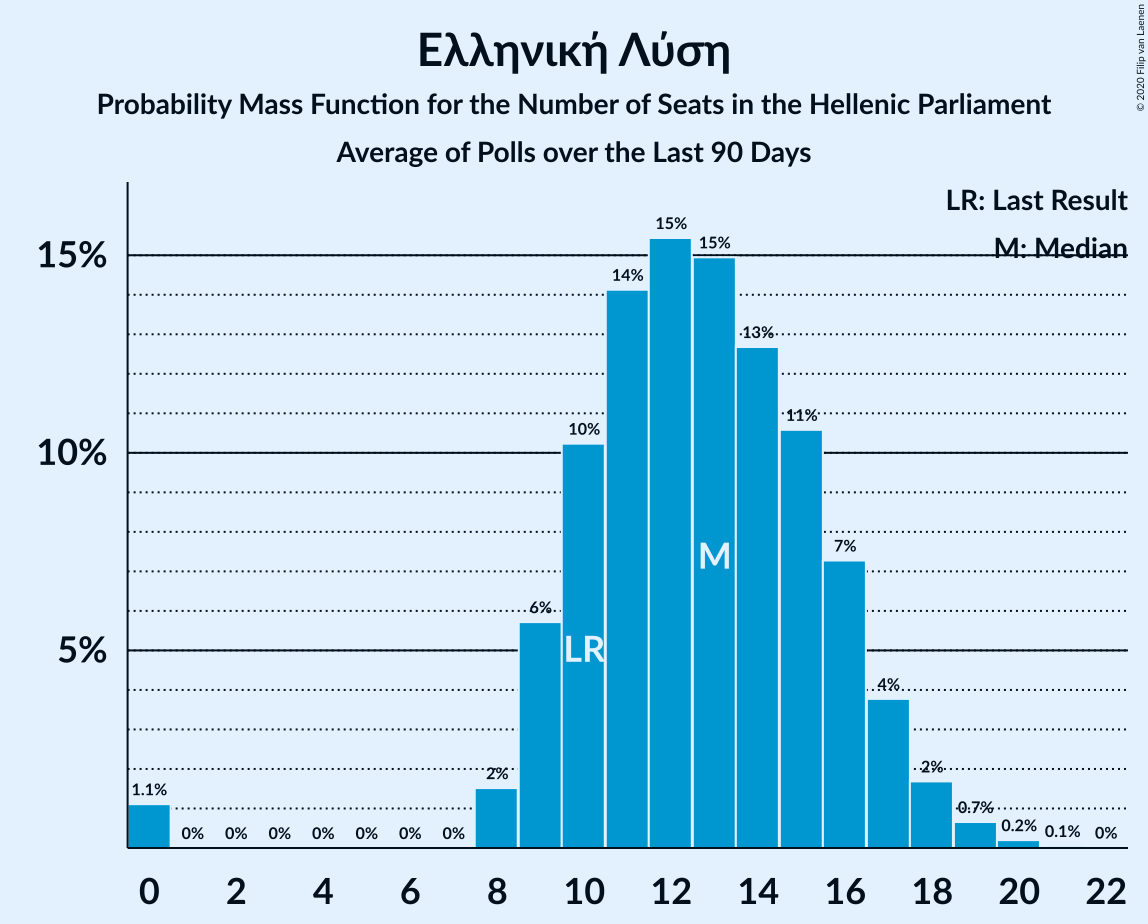 Ελληνική Λύση
Probability Mass Function for the Number of Seats in the Hellenic Parliament
Average of Polls over the Last 90 Days
© 2020 Filip van Laenen
LR: Last Result
M: Median
15%
10%
5%
1.1%
0%
0%
0%
0%
0%
0%
0%
2%
6%
10%
14%
15%
15%
13%
11%
7%
4%
2%
0.7%
0.2%
0.1%
0%
LR
M
0 2 4 6 8 10 12 14 16 18 20 22